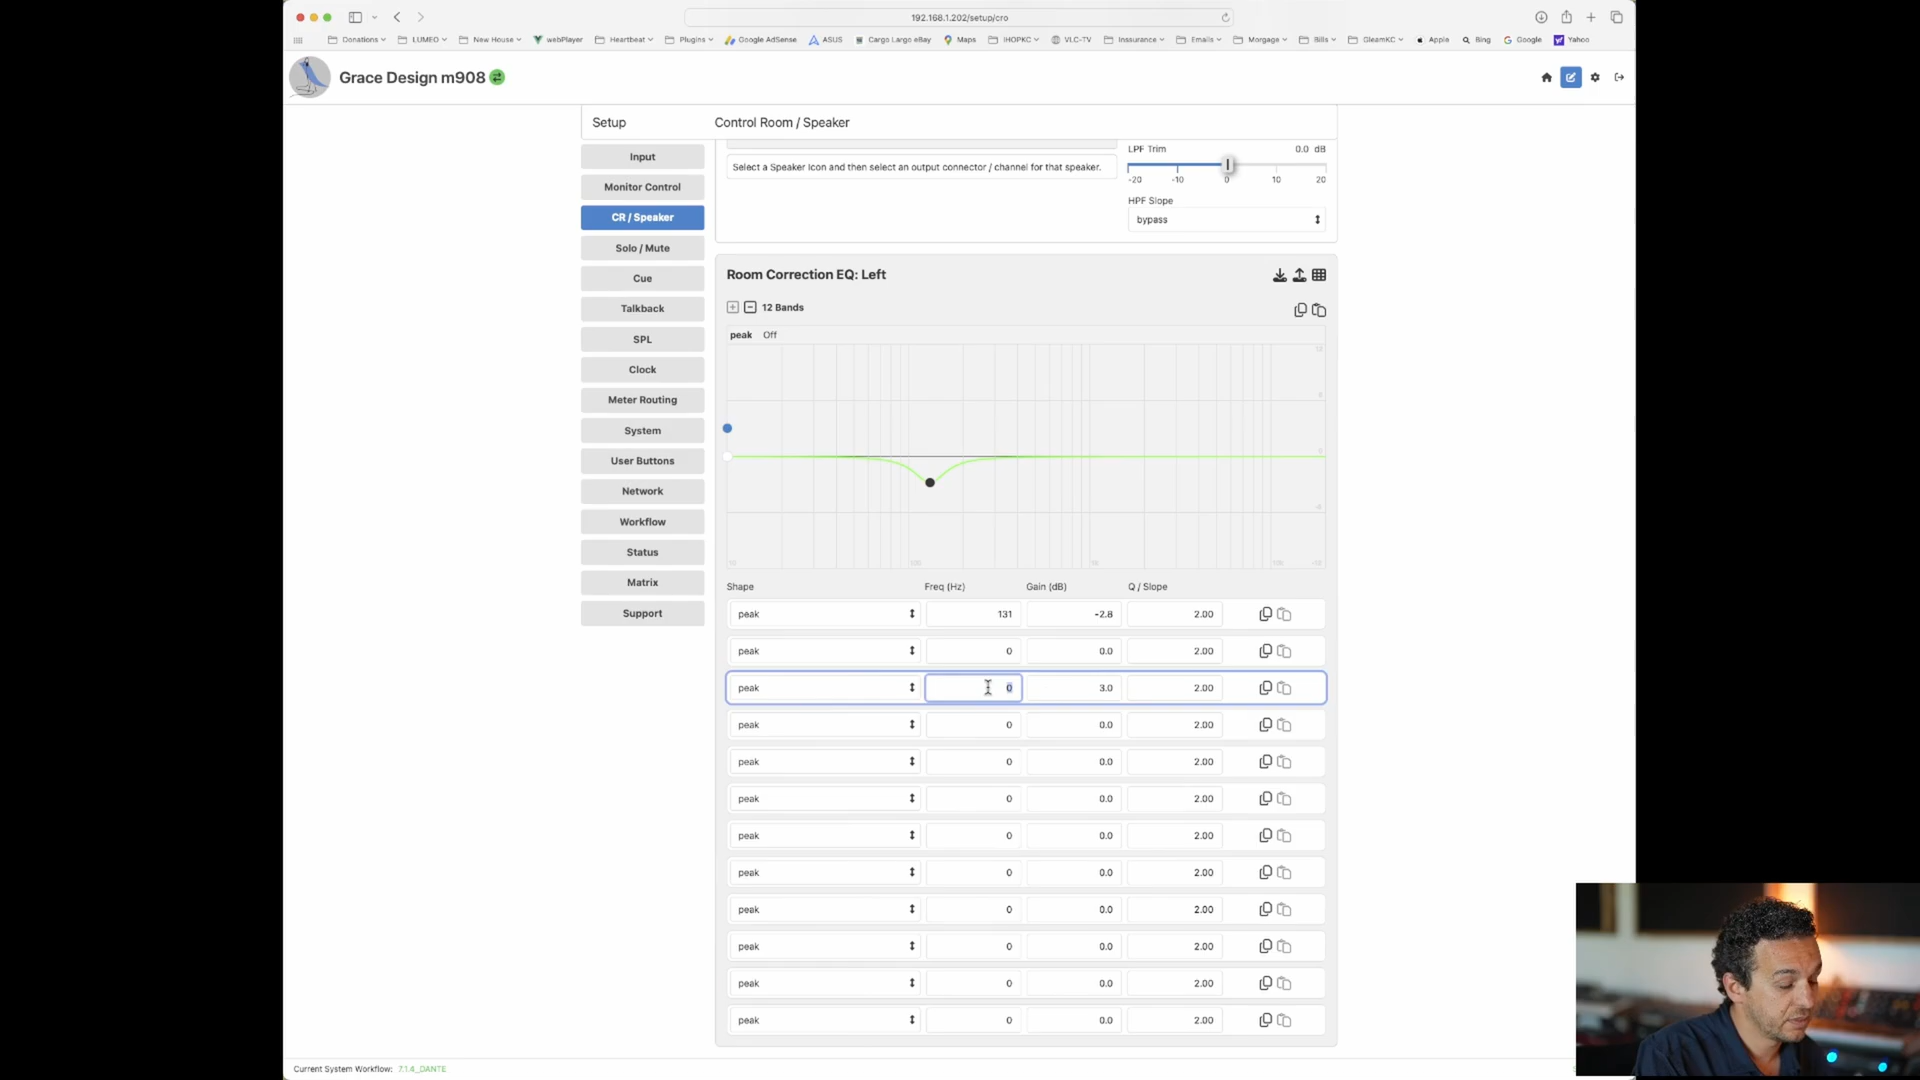 192.168.1.202/setup/cro
Donations
LUMEO
New House
webPlayer
Heartbeat
Plugins
Google AdSense
ASUS
Cargo Largo eBay
Maps
IHOPKC
VLC-TV
Inssurance
Emails
Morgage
Bills
GleamKC
Apple
Bing
Google
Yahoo
Grace Design m908
Setup
Control Room / Speaker
Input
Monitor Control
CR / Speaker
Solo / Mute
Cue
Talkback
SPL
Clock
Meter Routing
System
User Buttons
Network
Workflow
Status
Matrix
Support
Select a Speaker Icon and then select an output connector / channel for that speaker.
LPF Trim 0.0 dB
-20 -10 0 10 20
HPF Slope
bypass
Room Correction EQ: Left
12 Bands
peak Off
Shape Freq (Hz) Gain (dB) Q / Slope
peak 131 -2.8 2.00
peak 0 0.0 2.00
peak 0 3.0 2.00
peak 0 0.0 2.00
peak 0 0.0 2.00
peak 0 0.0 2.00
peak 0 0.0 2.00
peak 0 0.0 2.00
peak 0 0.0 2.00
peak 0 0.0 2.00
peak 0 0.0 2.00
peak 0 0.0 2.00
Current System Workflow: 7.1.4_DANTE